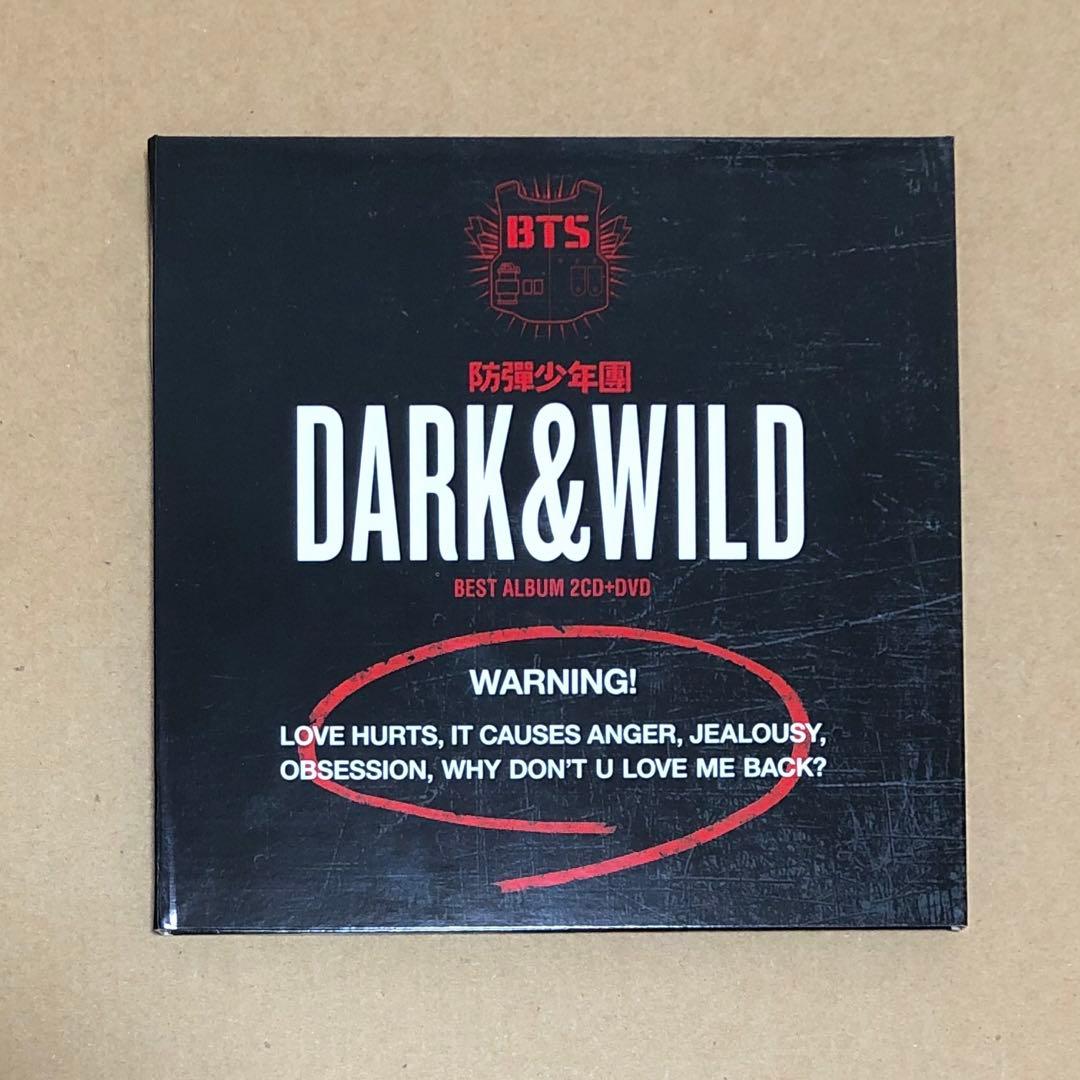 BTS
防彈少年團
DARK&WILD
BEST ALBUM 2CD+DVD
WARNING!
LOVE HURTS, IT CAUSES ANGER, JEALOUSY,
OBSESSION, WHY DON'T U LOVE ME BACK?